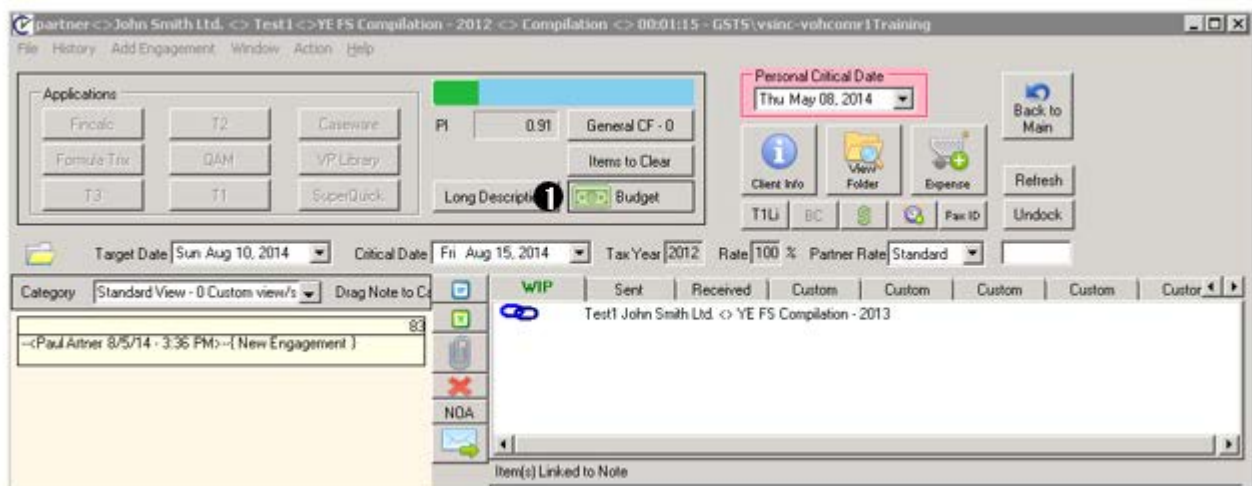 partner<>John Smith Ltd. <> Test1<>YE FS Compilation - 2012 <> Compilation <> 00:01:15 - GSTS\vsinc-vohcomr1Training
File History Add Engagement Window Action Help
Applications
Fincalc T2 Caseware
Formula Trix QAM VP Library
T3 T1 SuperQuick
PI 0.91 General CF - 0
Items to Clear
Long Description 1 Budget
Personal Critical Date
Thu May 08, 2014
Back to Main
Client Info View Folder Expense
Refresh
T1Li BC Pax ID Undock
Target Date Sun Aug 10, 2014 Critical Date Fri Aug 15, 2014 Tax Year 2012 Rate 100 % Partner Rate Standard
Category Standard View - 0 Custom view/s Drag Note to Ca
WIP Sent Received Custom Custom Custom Custom Custor
83
--<Paul Artner 8/5/14 - 3:36 PM>--{ New Engagement }
Test1 John Smith Ltd. <> YE FS Compilation - 2013
NOA
Item(s) Linked to Note